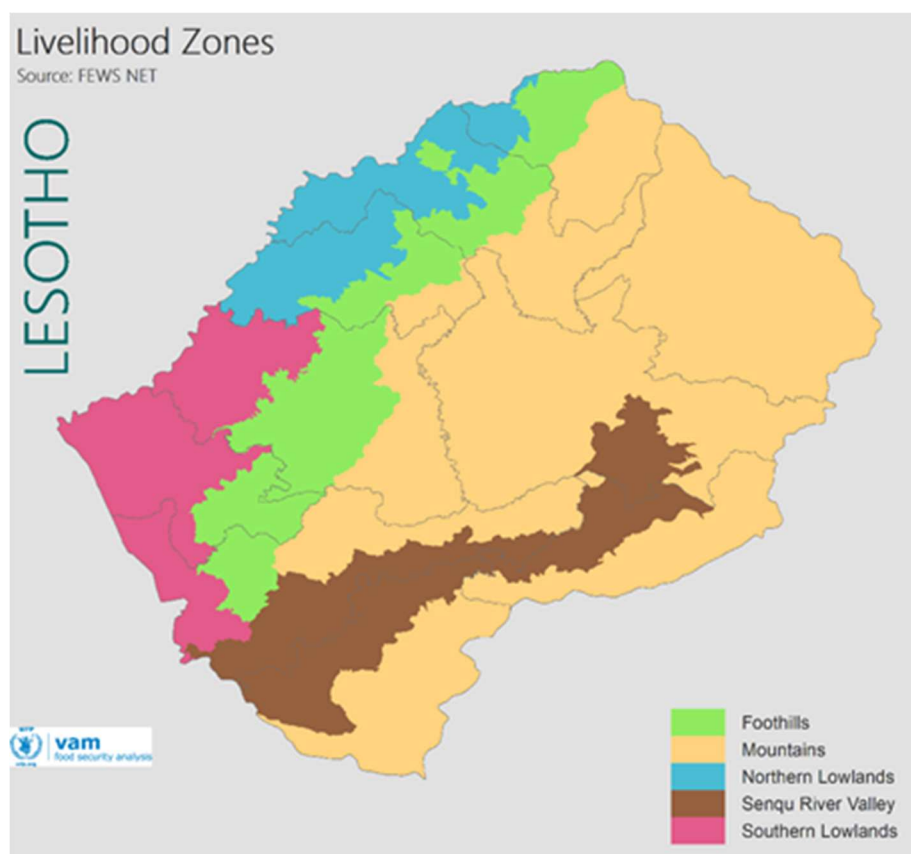 Livelihood Zones
Source: FEWS NET
LESOTHO
Foothills
Mountains
Northern Lowlands
Senqu River Valley
Southern Lowlands
vam
food security analysis